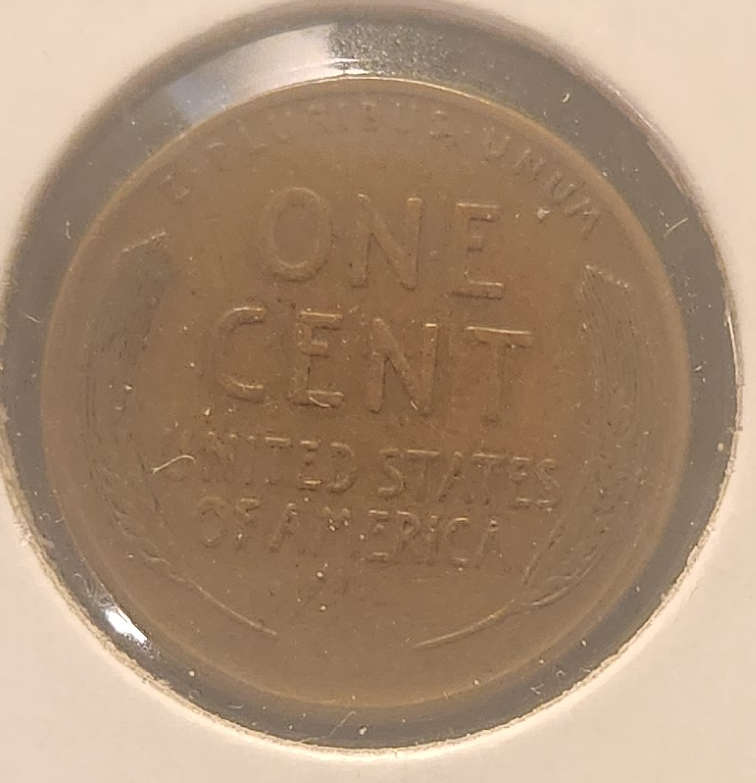 E·PLURIBUS·UNUM
ONE
CENT
UNITED STATES
OF AMERICA